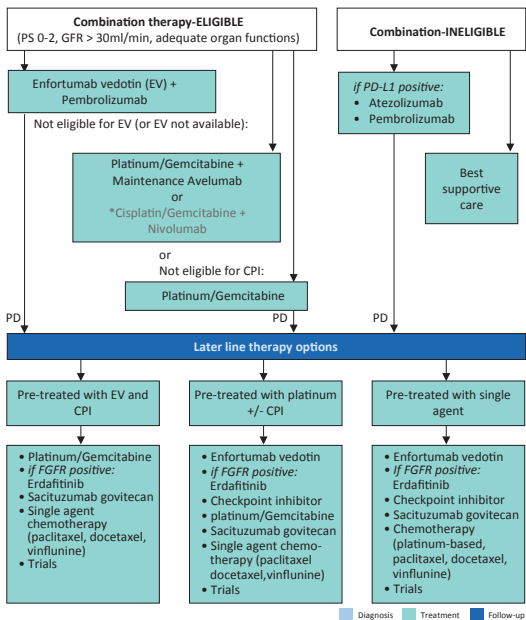 Combination therapy-ELIGIBLE
(PS 0-2, GFR > 30ml/min, adequate organ functions)
Combination-INELIGIBLE
Enfortumab vedotin (EV) +
Pembrolizumab
if PD-L1 positive:
• Atezolizumab
• Pembrolizumab
Not eligible for EV (or EV not available):
Platinum/Gemcitabine +
Maintenance Avelumab
or
*Cisplatin/Gemcitabine +
Nivolumab
Best
supportive
care
or
Not eligible for CPI:
Platinum/Gemcitabine
PD
PD
PD
Later line therapy options
Pre-treated with EV
and CPI
Pre-treated with platinum
+/- CPI
Pre-treated with single
agent
• Platinum/Gemcitabine
• if FGFR positive:
Erdafitinib
• Sacituzumab govitecan
• Single agent
chemotherapy
(paclitaxel, docetaxel,
vinflunine)
• Trials
• Enfortumab vedotin
• if FGFR positive:
Erdafitinib
• Checkpoint inhibitor
• platinum/Gemcitabine
• Sacituzumab govitecan
• Single agent chemo-
therapy (paclitaxel
docetaxel,vinflunine)
• Trials
• Enfortumab vedotin
• If FGFR positive:
Erdafitinib
• Checkpoint inhibitor
• Sacituzumab govitecan
• Chemotherapy
(platinum-based,
paclitaxel, docetaxel,
vinflunine)
• Trials
Diagnosis
Treatment
Follow-up